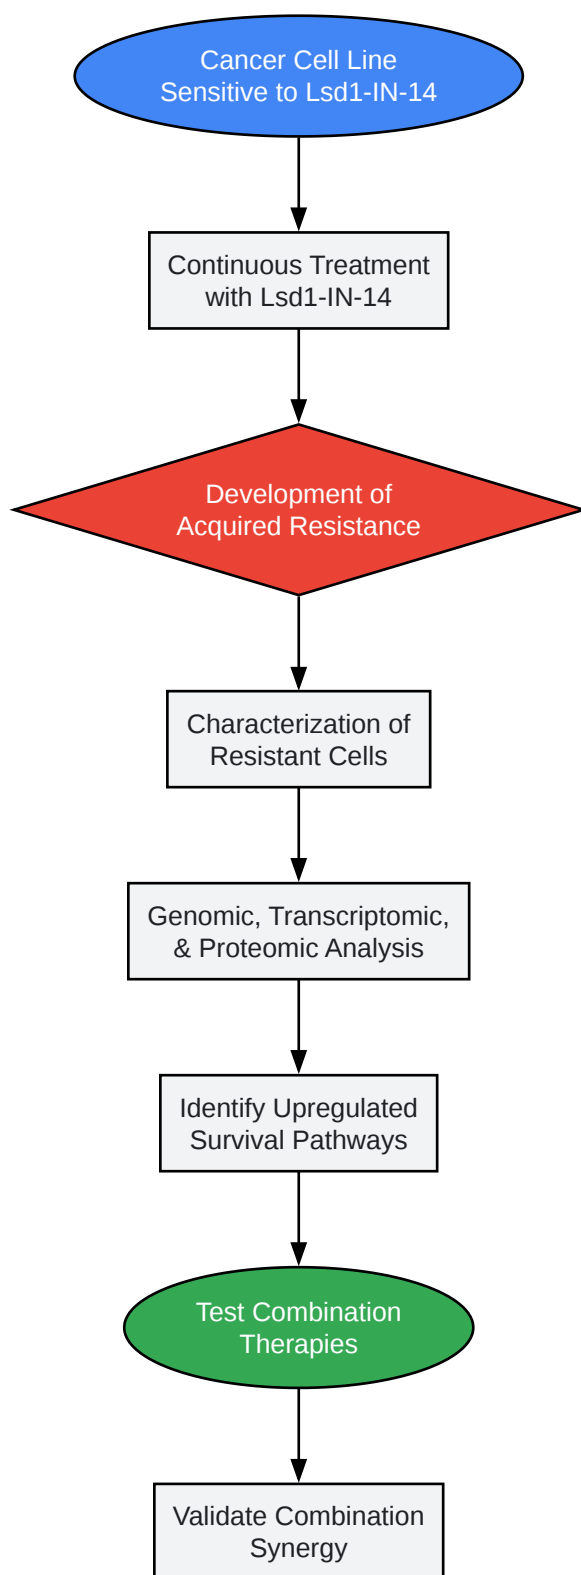 Cancer Cell Line
Sensitive to Lsd1-IN-14
Continuous Treatment
with Lsd1-IN-14
Development of
Acquired Resistance
Characterization of
Resistant Cells
Genomic, Transcriptomic,
& Proteomic Analysis
Identify Upregulated
Survival Pathways
Test Combination
Therapies
Validate Combination
Synergy